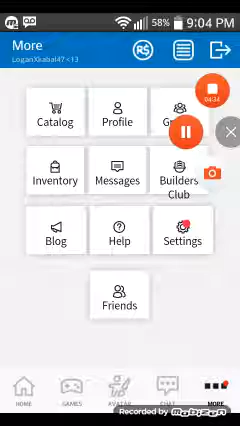 58% 9:04 PM
More
R$
LoganXkabal47 <13
04:34
Catalog
Profile
Inventory
Messages
Builders
Club
Blog
Help
Settings
Friends
HOME
GAMES
AVATAR
CHAT
MORE
Recorded by mobizen